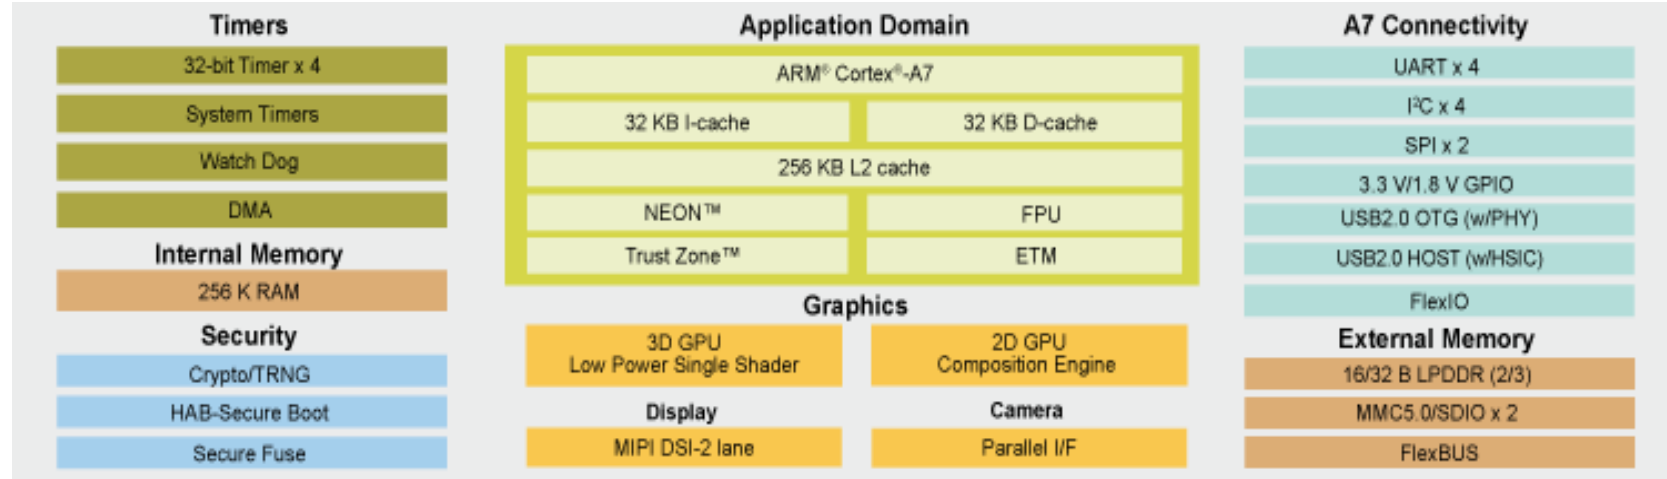 Timers
32-bit Timer x 4
System Timers
Watch Dog
DMA
Internal Memory
256 K RAM
Security
Crypto/TRNG
HAB-Secure Boot
Secure Fuse
Application Domain
ARM® Cortex®-A7
32 KB I-cache
32 KB D-cache
256 KB L2 cache
NEON™
FPU
Trust Zone™
ETM
Graphics
3D GPU
Low Power Single Shader
2D GPU
Composition Engine
Display
MIPI DSI-2 lane
Camera
Parallel I/F
A7 Connectivity
UART x 4
I²C x 4
SPI x 2
3.3 V/1.8 V GPIO
USB2.0 OTG (w/PHY)
USB2.0 HOST (w/HSIC)
FlexIO
External Memory
16/32 B LPDDR (2/3)
MMC5.0/SDIO x 2
FlexBUS